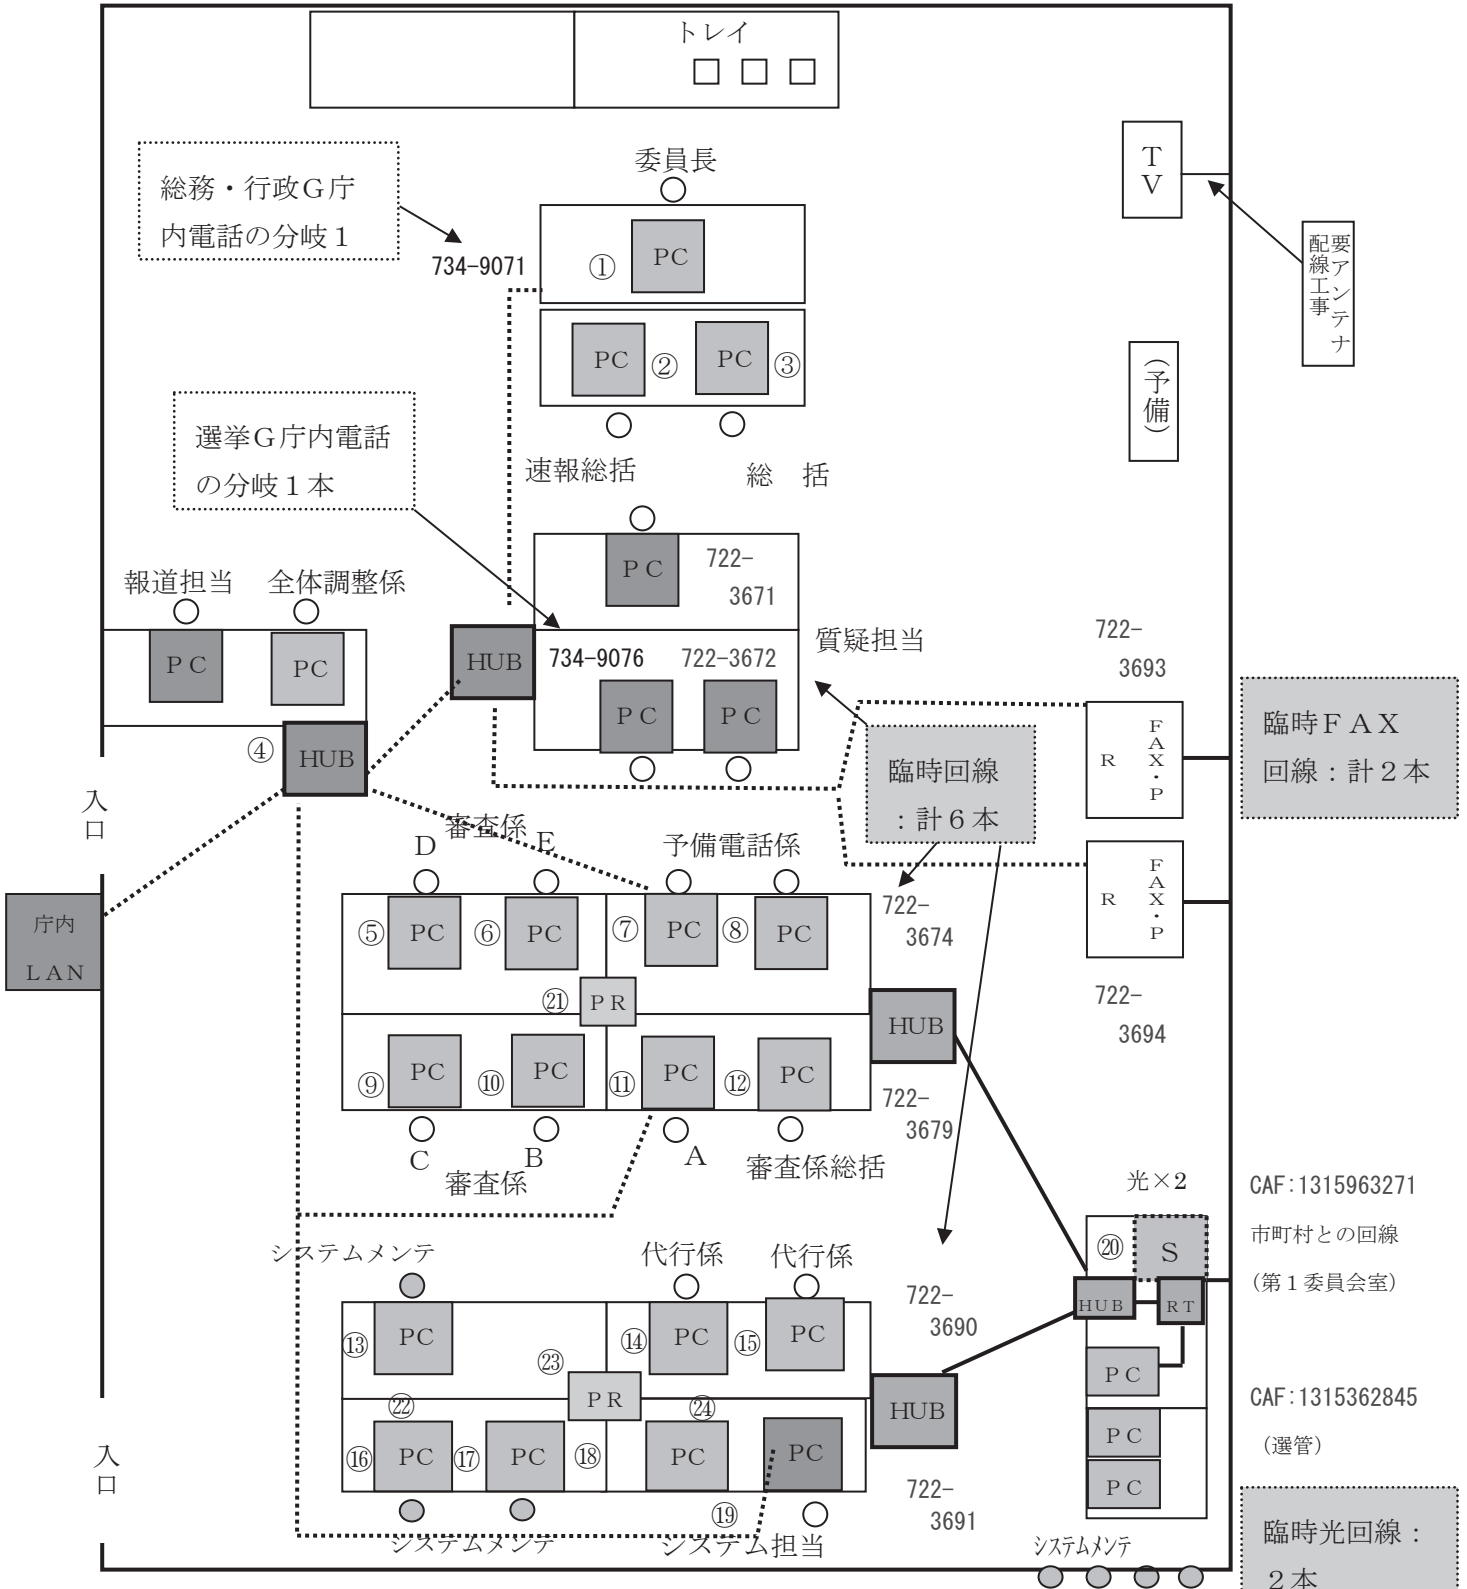 トレイ
委員長
ＴＶ
総務・行政Ｇ庁
内電話の分岐１
734-9071
①
PC
要アンテナ
配線工事
PC
②
PC
③
（予備）
選挙Ｇ庁内電話
の分岐１本
速報総括
総　括
ＰＣ
722-
3671
報道担当
全体調整係
ＰＣ
PC
HUB
734-9076
722-3672
質疑担当
ＰＣ
ＰＣ
722-
3693
Ｒ
ＦＡＸ・Ｐ
臨時ＦＡＸ
回線：計２本
④
HUB
臨時回線
：計６本
入口
審査係
D
E
予備電話係
Ｒ
ＦＡＸ・Ｐ
庁内
ＬＡＮ
⑤
PC
⑥
PC
⑦
PC
⑧
PC
722-
3674
㉑
ＰＲ
HUB
722-
3694
⑨
PC
⑩
PC
⑪
PC
⑫
PC
722-
3679
C
B
A
審査係
審査係総括
光×2
CAF:1315963271
市町村との回線
（第１委員会室）
⑳
S
HUB
ＲＴ
システムメンテ
代行係
代行係
722-
3690
⑬
PC
⑭
PC
⑮
PC
㉓
ＰＲ
㉒
㉔
HUB
ＰＣ
CAF:1315362845
（選管）
入口
⑯
PC
⑰
PC
⑱
PC
PC
ＰＣ
ＰＣ
⑲
722-
3691
システムメンテ
システム担当
システムメンテ
臨時光回線：
２本